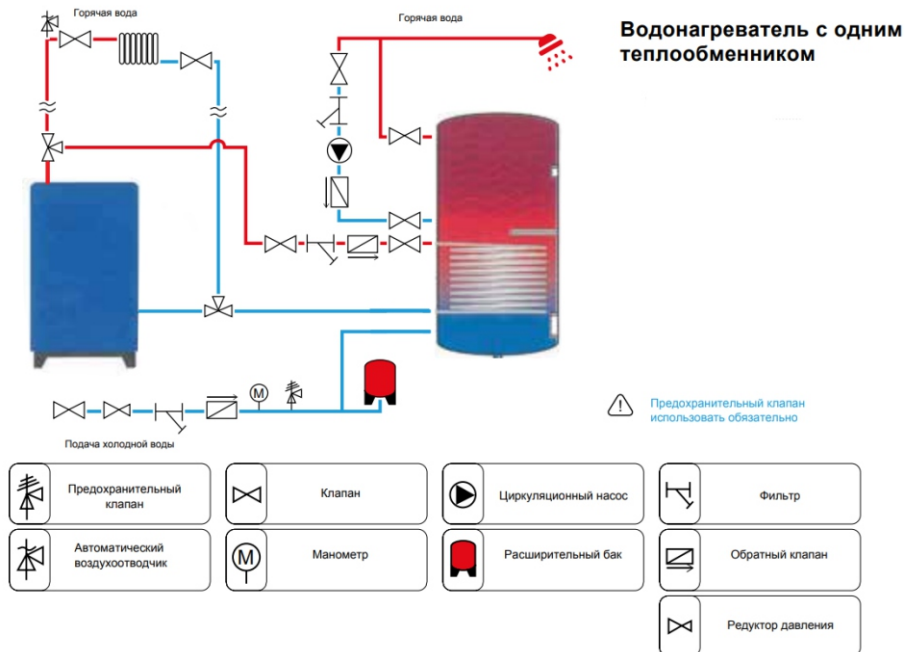 Горячая вода
Горячая вода
Водонагреватель с одним
теплообменником
M
Предохранительный клапан
использовать обязательно
Подача холодной воды
Предохранительный
клапан
Клапан
Циркуляционный насос
Фильтр
Автоматический
воздухоотводчик
M
Манометр
Расширительный бак
Обратный клапан
Редуктор давления